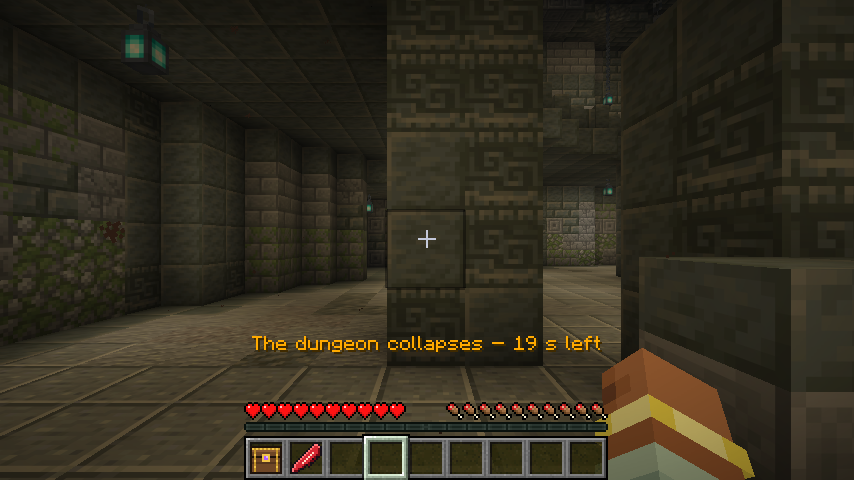 The dungeon collapses – 19 s left